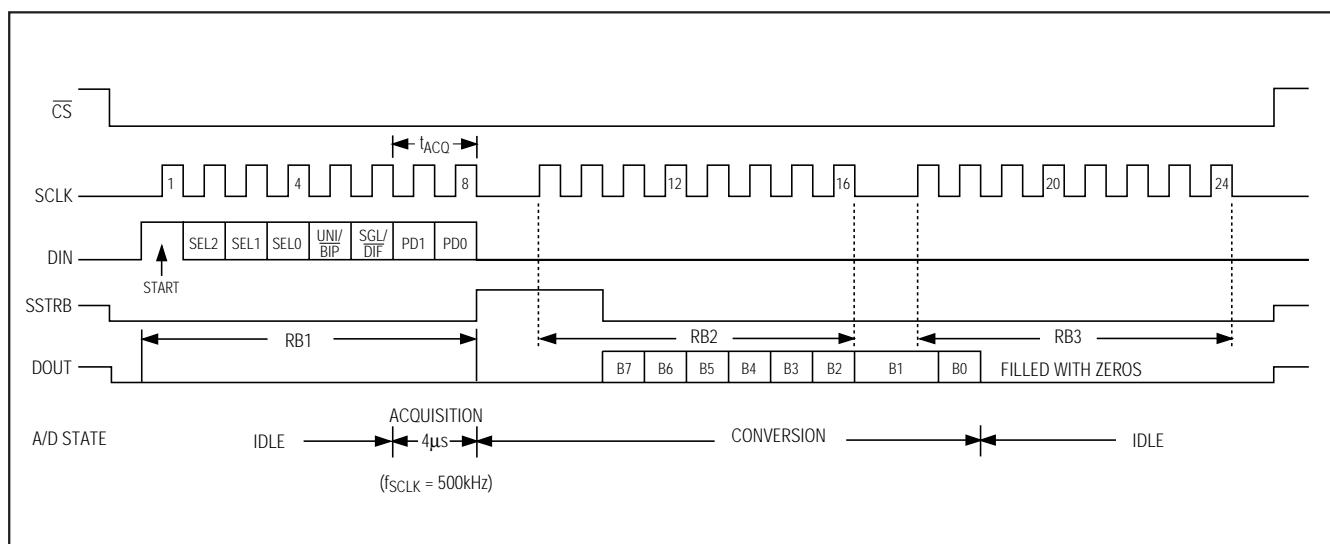 CS
tACQ
SCLK 1 4 8 12 16 20 24
DIN SEL2 SEL1 SEL0 UNI/BIP SGL/DIF PD1 PD0
START
SSTRB
RB1 RB2 RB3
DOUT B7 B6 B5 B4 B3 B2 B1 B0 FILLED WITH ZEROS
A/D STATE IDLE ACQUISITION 4μs CONVERSION IDLE
(fSCLK = 500kHz)